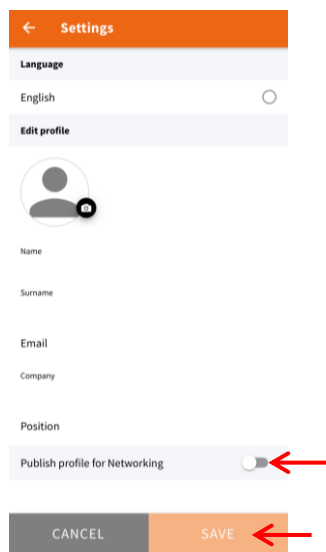 Settings
Language
English
Edit profile
Name
Surname
Email
Company
Position
Publish profile for Networking
CANCEL SAVE